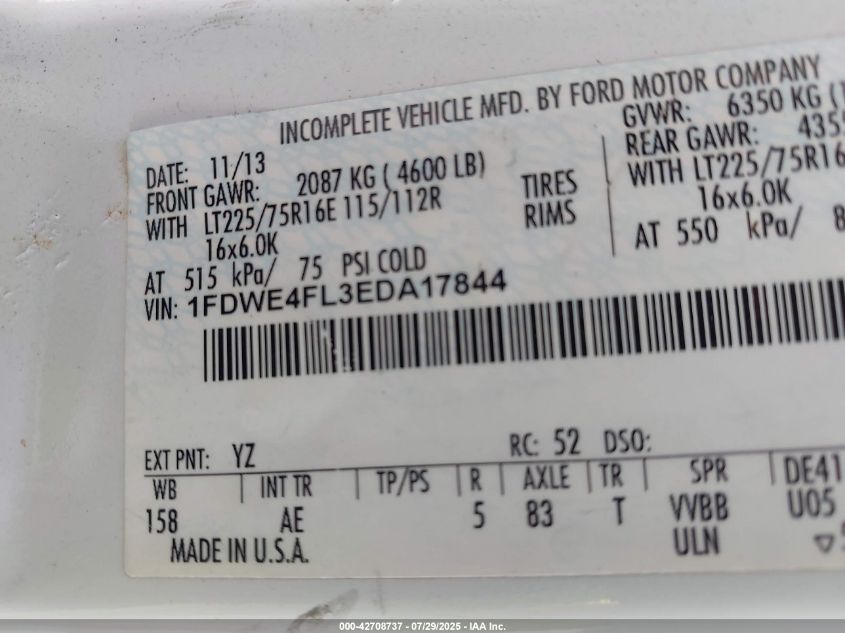 INCOMPLETE VEHICLE MFD. BY FORD MOTOR COMPANY
DATE: 11/13
GVWR: 6350 KG
FRONT GAWR: 2087 KG ( 4600 LB)
REAR GAWR: 4355
WITH LT225/75R16E 115/112R TIRES
WITH LT225/75R16
16x6.0K RIMS
16x6.0K
AT 515 kPa/ 75 PSI COLD
AT 550 kPa/ 8
VIN: 1FDWE4FL3EDA17844
EXT PNT: YZ RC: 52 DSO:
WB INT TR TP/PS R AXLE TR SPR DE41
158 AE 5 83 T VVBB U05
ULN
MADE IN U.S.A.
000-42708737 - 07/29/2025 - IAA Inc.